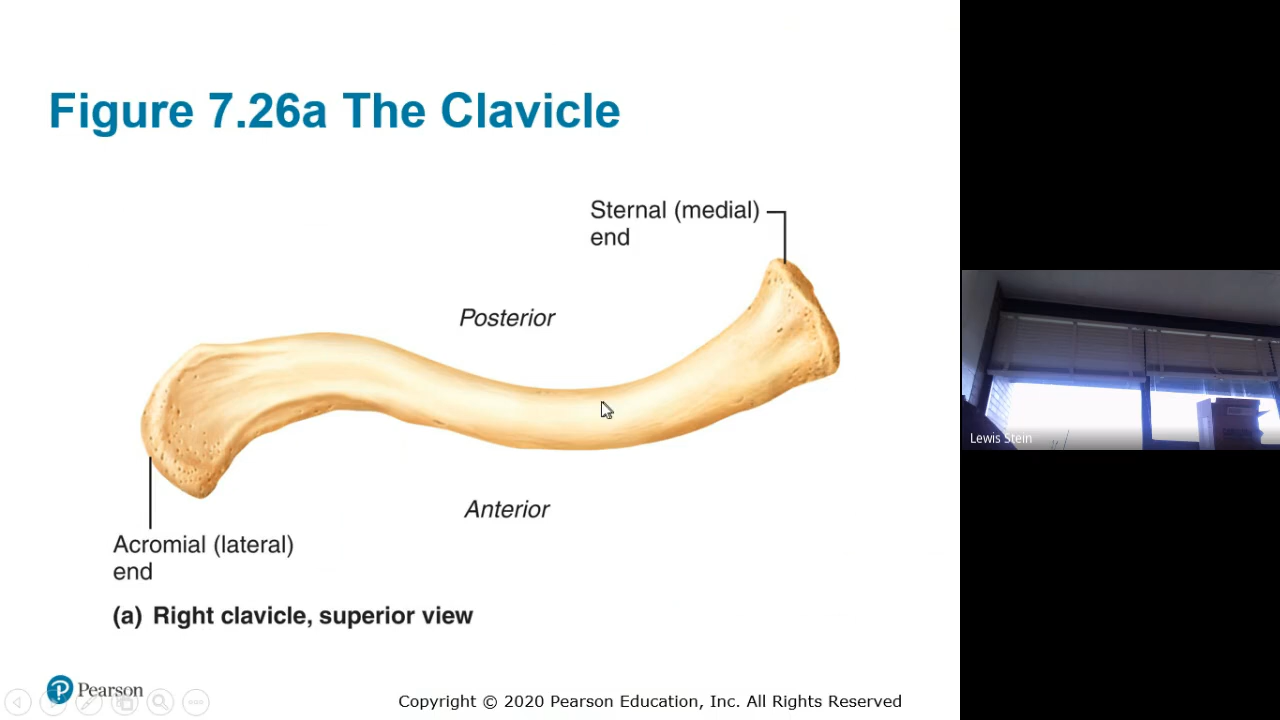 Figure 7.26a The Clavicle
Sternal (medial)
end
Posterior
Anterior
Acromial (lateral)
end
(a) Right clavicle, superior view
Pearson
Copyright © 2020 Pearson Education, Inc. All Rights Reserved
Lewis Stein